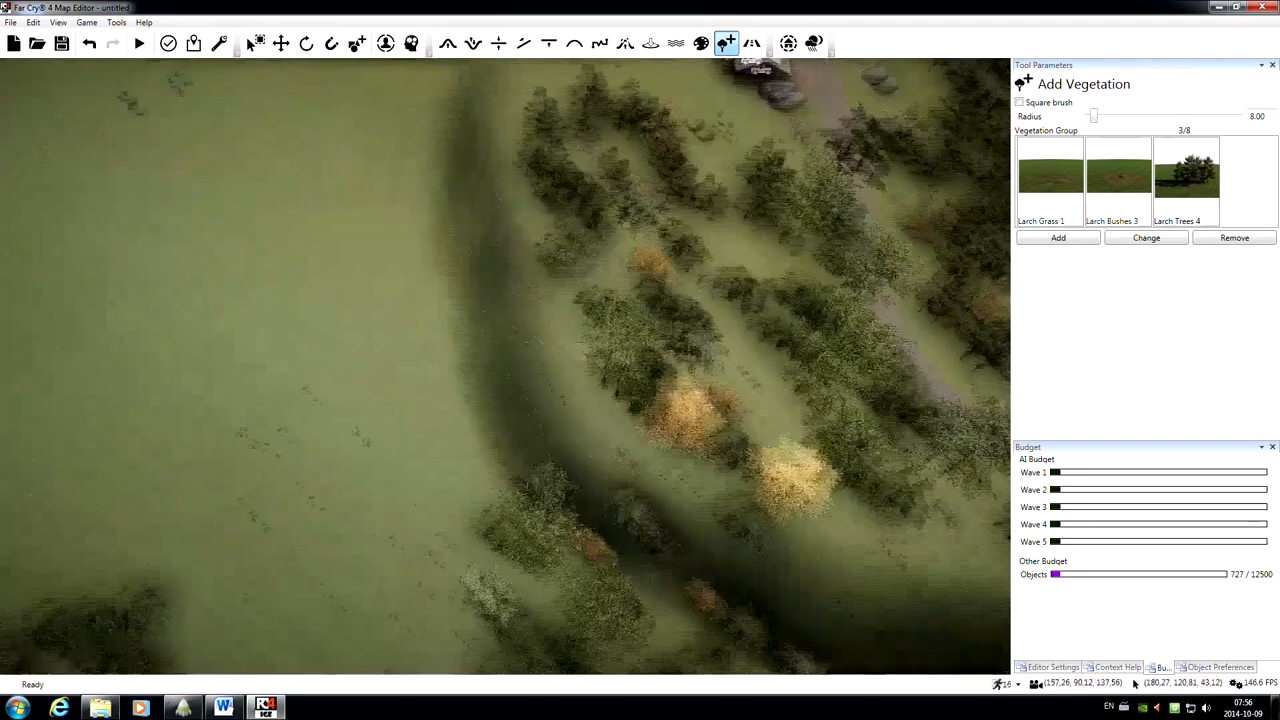 Far Cry® 4 Map Editor - untitled
File Edit View Game Tools Help
Tool Parameters
Add Vegetation
Square brush
Radius 8.00
Vegetation Group 3/8
Larch Grass 1 Larch Bushes 3 Larch Trees 4
Add Change Remove
Budget
AI Budget
Wave 1
Wave 2
Wave 3
Wave 4
Wave 5
Other Budget
Objects 727 / 12500
Editor Settings Context Help Bu... Object Preferences
Ready 16 (157,26, 90,12, 137,56) (180,27, 120,81, 43,12) 146.6 FPS
EN 07:56
2014-10-09